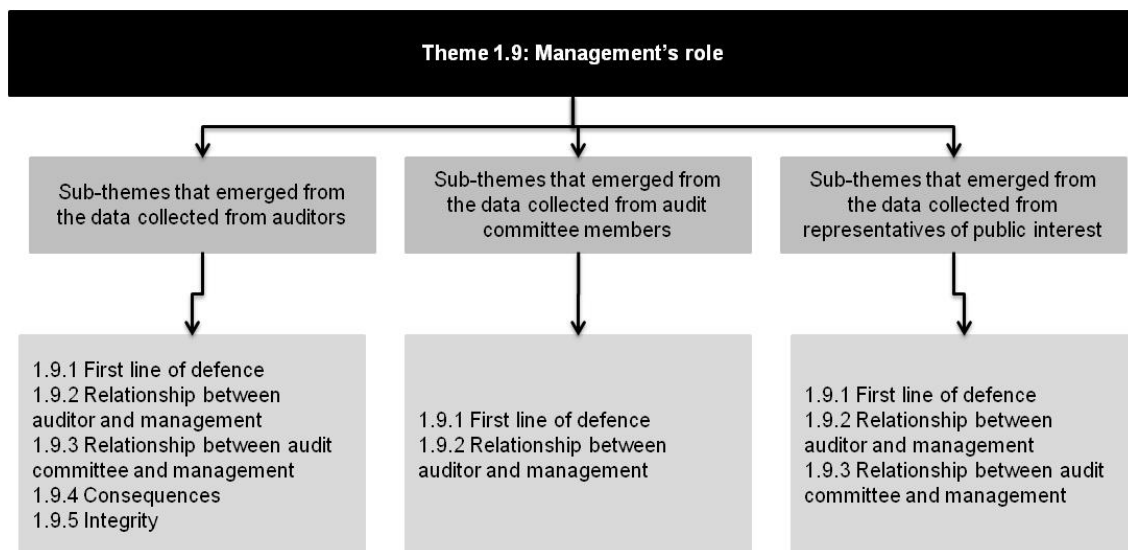 Theme 1.9: Management's role
Sub-themes that emerged from
the data collected from auditors
Sub-themes that emerged from
the data collected from audit
committee members
Sub-themes that emerged from
the data collected from
representatives of public interest
1.9.1 First line of defence
1.9.2 Relationship between
auditor and management
1.9.3 Relationship between audit
committee and management
1.9.4 Consequences
1.9.5 Integrity
1.9.1 First line of defence
1.9.2 Relationship between
auditor and management
1.9.1 First line of defence
1.9.2 Relationship between
auditor and management
1.9.3 Relationship between audit
committee and management